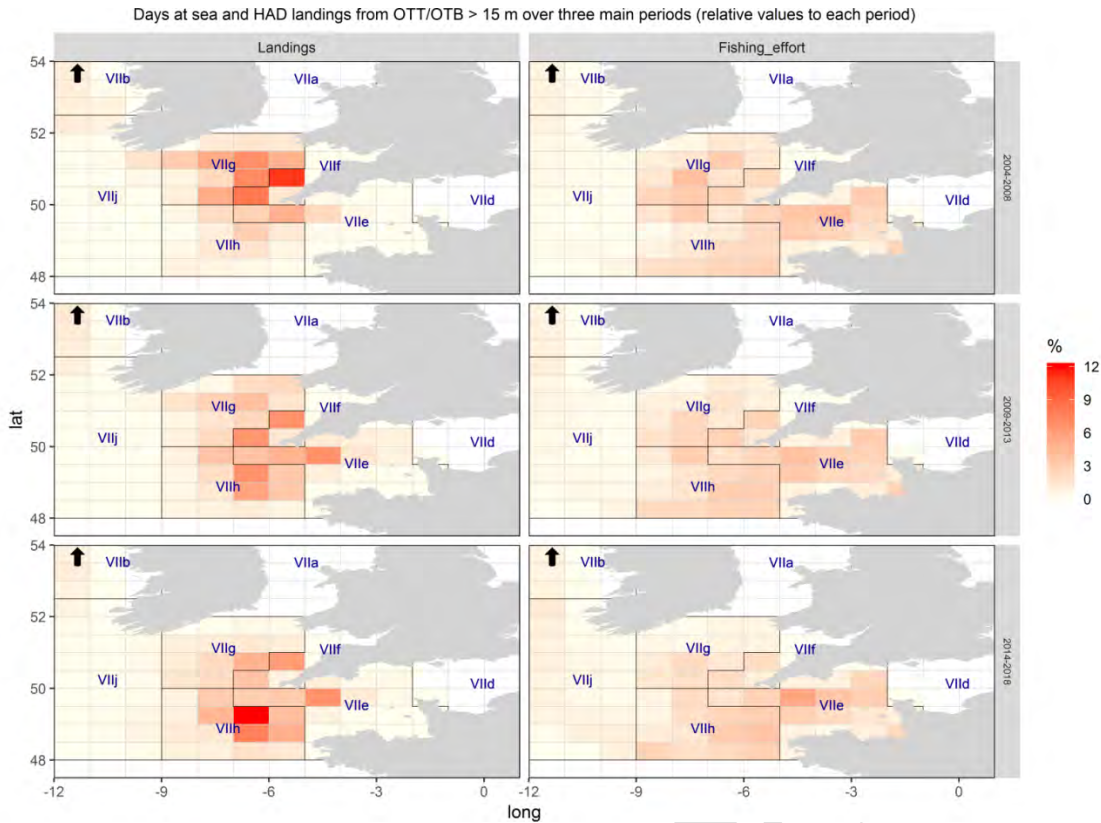 Days at sea and HAD landings from OTT/OTB > 15 m over three main periods (relative values to each period)
Landings
Fishing_effort
54
52
50
48
VIIb
VIIa
VIIg
VIIf
VIIj
VIId
VIIe
VIIh
VIIb
VIIa
VIIg
VIIf
VIIj
VIId
VIIe
VIIh
2004-2008
54
52
50
48
VIIb
VIIa
VIIg
VIIf
VIIj
VIId
VIIe
VIIh
VIIb
VIIa
VIIg
VIIf
VIIj
VIId
VIIe
VIIh
2009-2013
54
52
50
48
VIIb
VIIa
VIIg
VIIf
VIIj
VIId
VIIe
VIIh
VIIb
VIIa
VIIg
VIIf
VIIj
VIId
VIIe
VIIh
2014-2018
lat
-12
-9
-6
-3
0
-12
-9
-6
-3
0
long
%
12
9
6
3
0